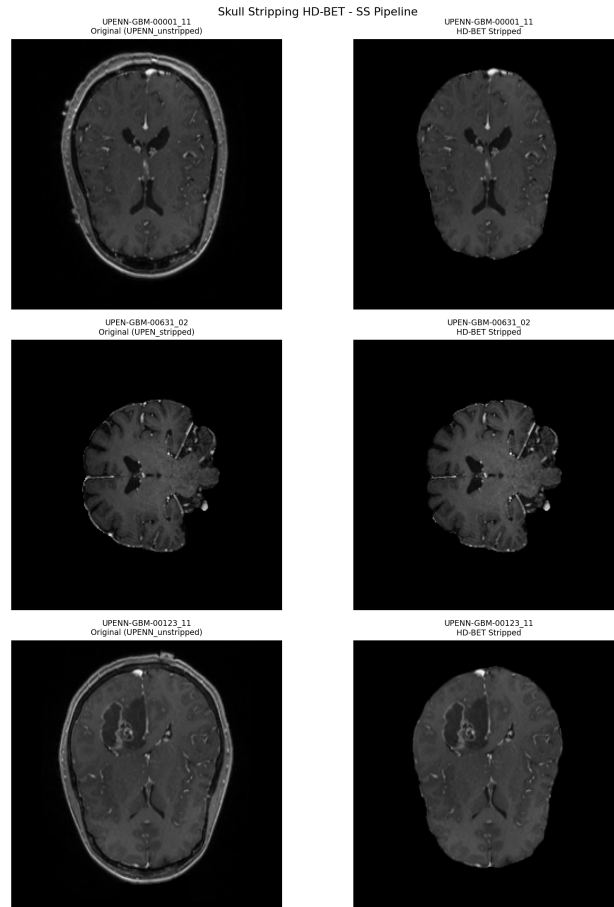 Skull Stripping HD-BET - SS Pipeline
UPENN-GBM-00001_11
Original (UPENN_unstripped)
UPENN-GBM-00001_11
HD-BET Stripped
UPEN-GBM-00631_02
Original (UPEN_stripped)
UPEN-GBM-00631_02
HD-BET Stripped
UPENN-GBM-00123_11
Original (UPENN_unstripped)
UPENN-GBM-00123_11
HD-BET Stripped